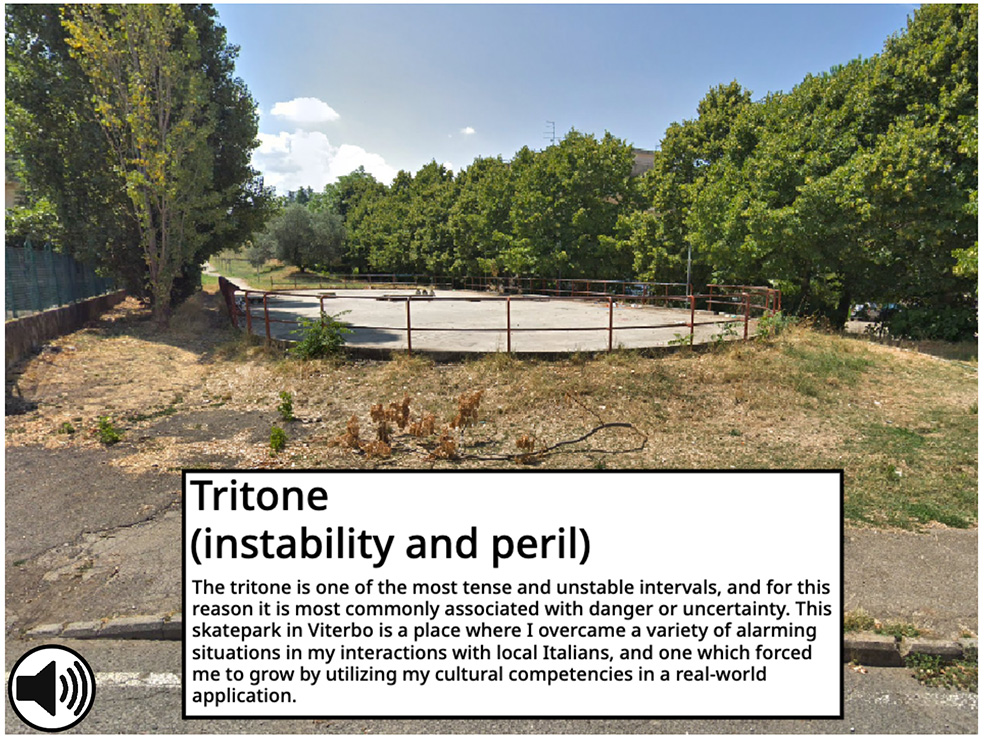 Tritone
(instability and peril)
The tritone is one of the most tense and unstable intervals, and for this
reason it is most commonly associated with danger or uncertainty. This
skatepark in Viterbo is a place where I overcame a variety of alarming
situations in my interactions with local Italians, and one which forced
me to grow by utilizing my cultural competencies in a real-world
application.